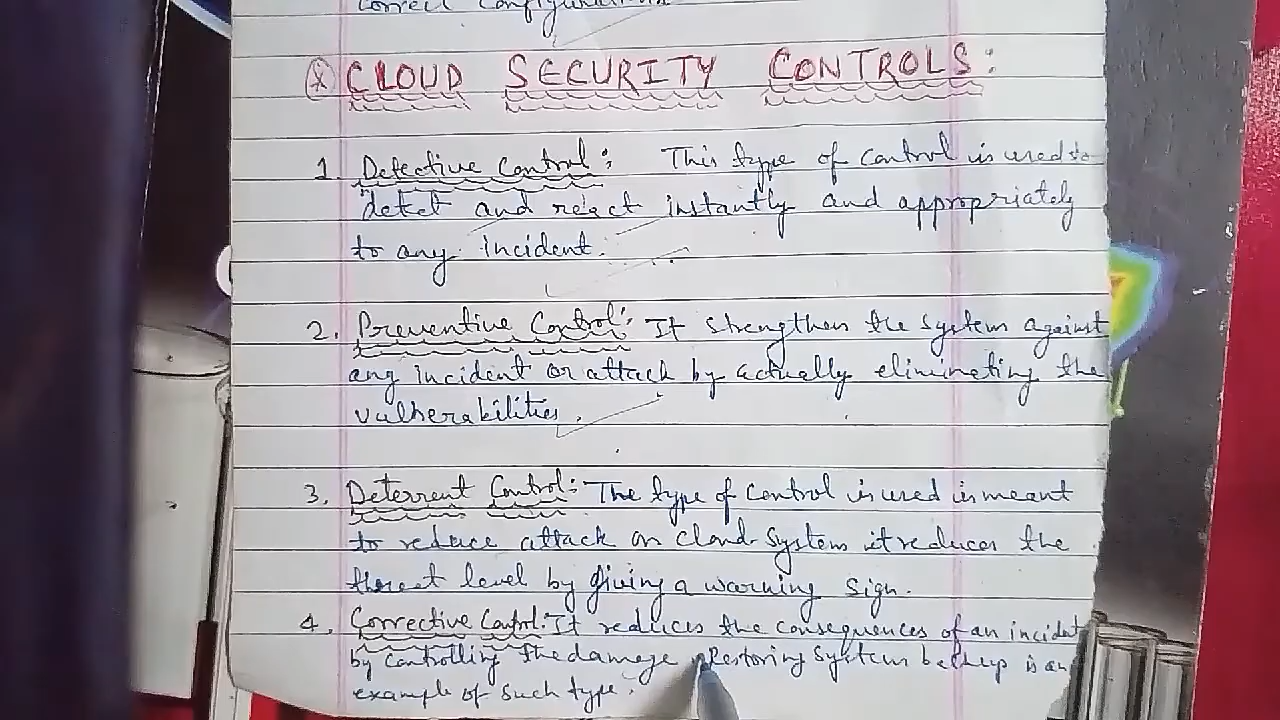 Correct Configurations
CLOUD SECURITY CONTROLS:
1. Detective Control: This type of control is used to
detect and react instantly and appropriately
to any incident.
2. Preventive Control: It strengthen the system against
any incident or attack by actually eliminating the
vulnerabilities.
3. Deterrent Control: The type of control is used is meant
to reduce attack on cloud system it reduces the
threat level by giving a warning sign.
4. Corrective Control: It reduces the consequences of an incident
by controlling the damage Restoring System backup is an
example of such type.